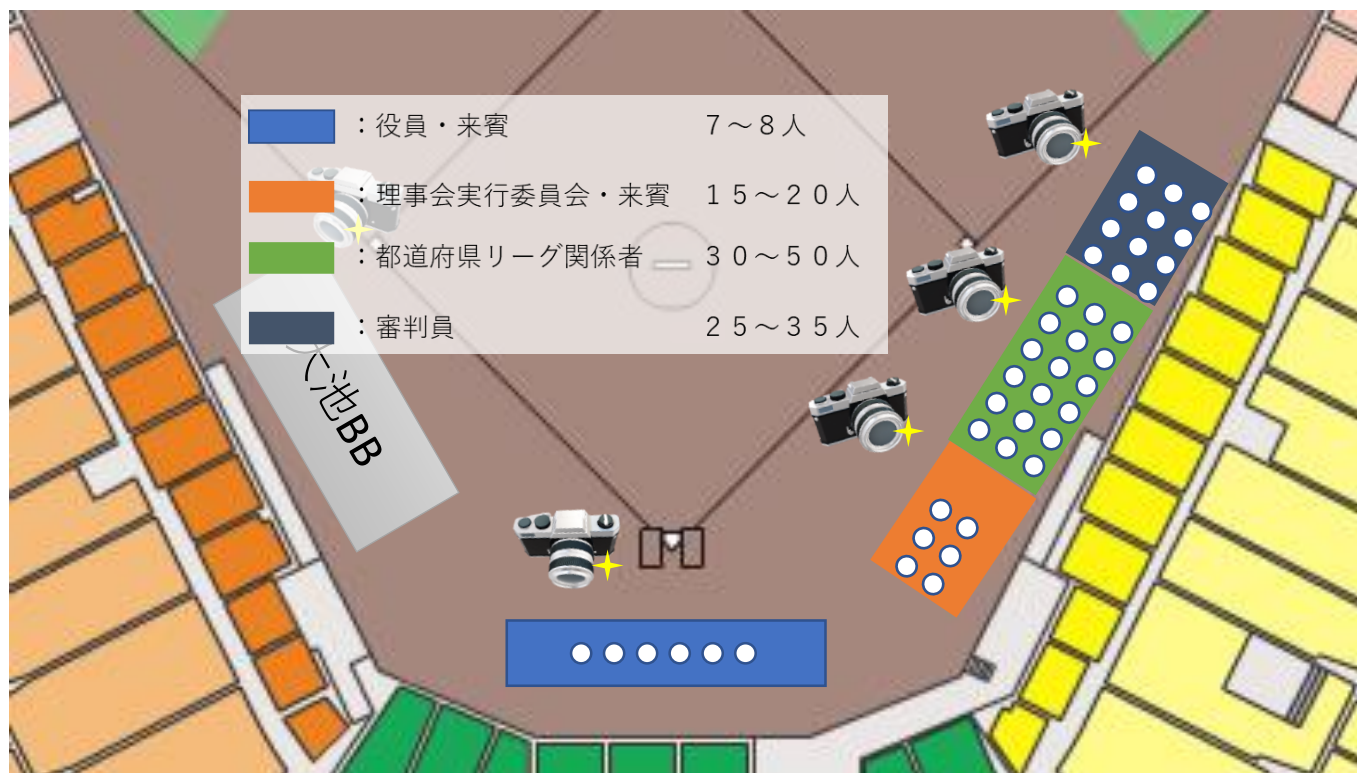 ：役員・来賓 ７～８人
：理事会実行委員会・来賓 １５～２０人
：都道府県リーグ関係者 ３０～５０人
：審判員 ２５～３５人
池BB